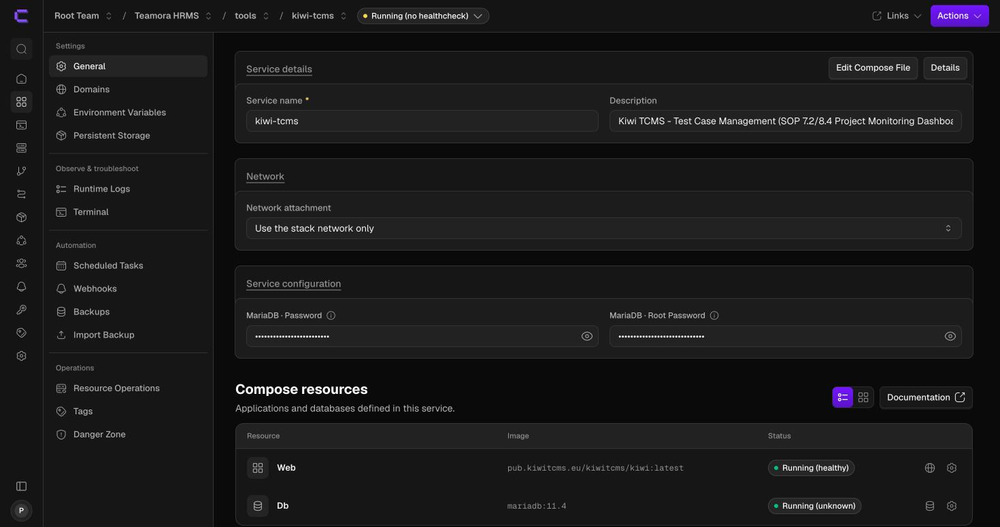 Root Team / Teamora HRMS / tools / kiwi-tcms Running (no healthcheck) Links Actions
Settings
General
Domains
Environment Variables
Persistent Storage
Observe & troubleshoot
Runtime Logs
Terminal
Automation
Scheduled Tasks
Webhooks
Backups
Import Backup
Operations
Resource Operations
Tags
Danger Zone
P
Service details Edit Compose File Details
Service name * Description
kiwi-tcms Kiwi TCMS - Test Case Management (SOP 7.2/8.4 Project Monitoring Dashboa
Network
Network attachment
Use the stack network only
Service configuration
MariaDB · Password MariaDB · Root Password
Compose resources
Applications and databases defined in this service.
Documentation
Resource Image Status
Web pub.kiwitcms.eu/kiwitcms/kiwi:latest Running (healthy)
Db mariadb:11.4 Running (unknown)